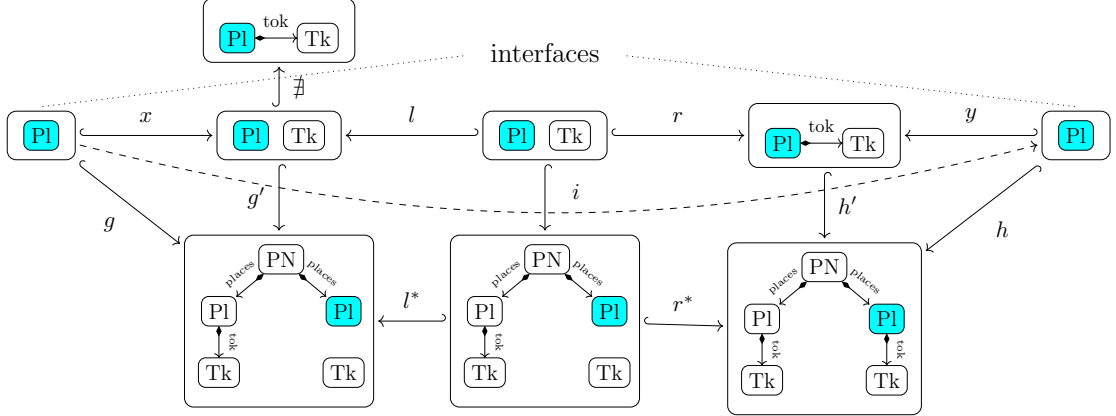 tok
Pl Tk
interfaces
∄
x l r y
Pl Pl Tk Pl Tk tok Pl Tk Pl
g g′ i h′ h
PN PN PN
places places places places places places
Pl Pl l* Pl Pl r* Pl Pl
tok tok tok tok
Tk Tk Tk Tk Tk Tk